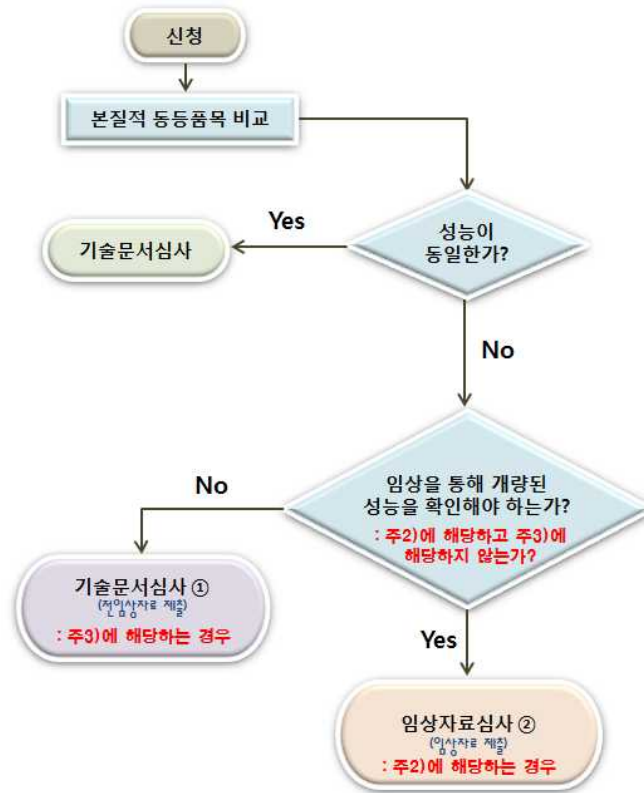 신청
본질적 동등품목 비교
성능이
동일한가?
Yes
기술문서심사
No
임상을 통해 개량된
성능을 확인해야 하는가?
: 주2)에 해당하고 주3)에
해당하지 않는가?
No
기술문서심사 ①
(전임상자료 제출)
: 주3)에 해당하는 경우
Yes
임상자료심사 ②
(임상자료 제출)
: 주2)에 해당하는 경우